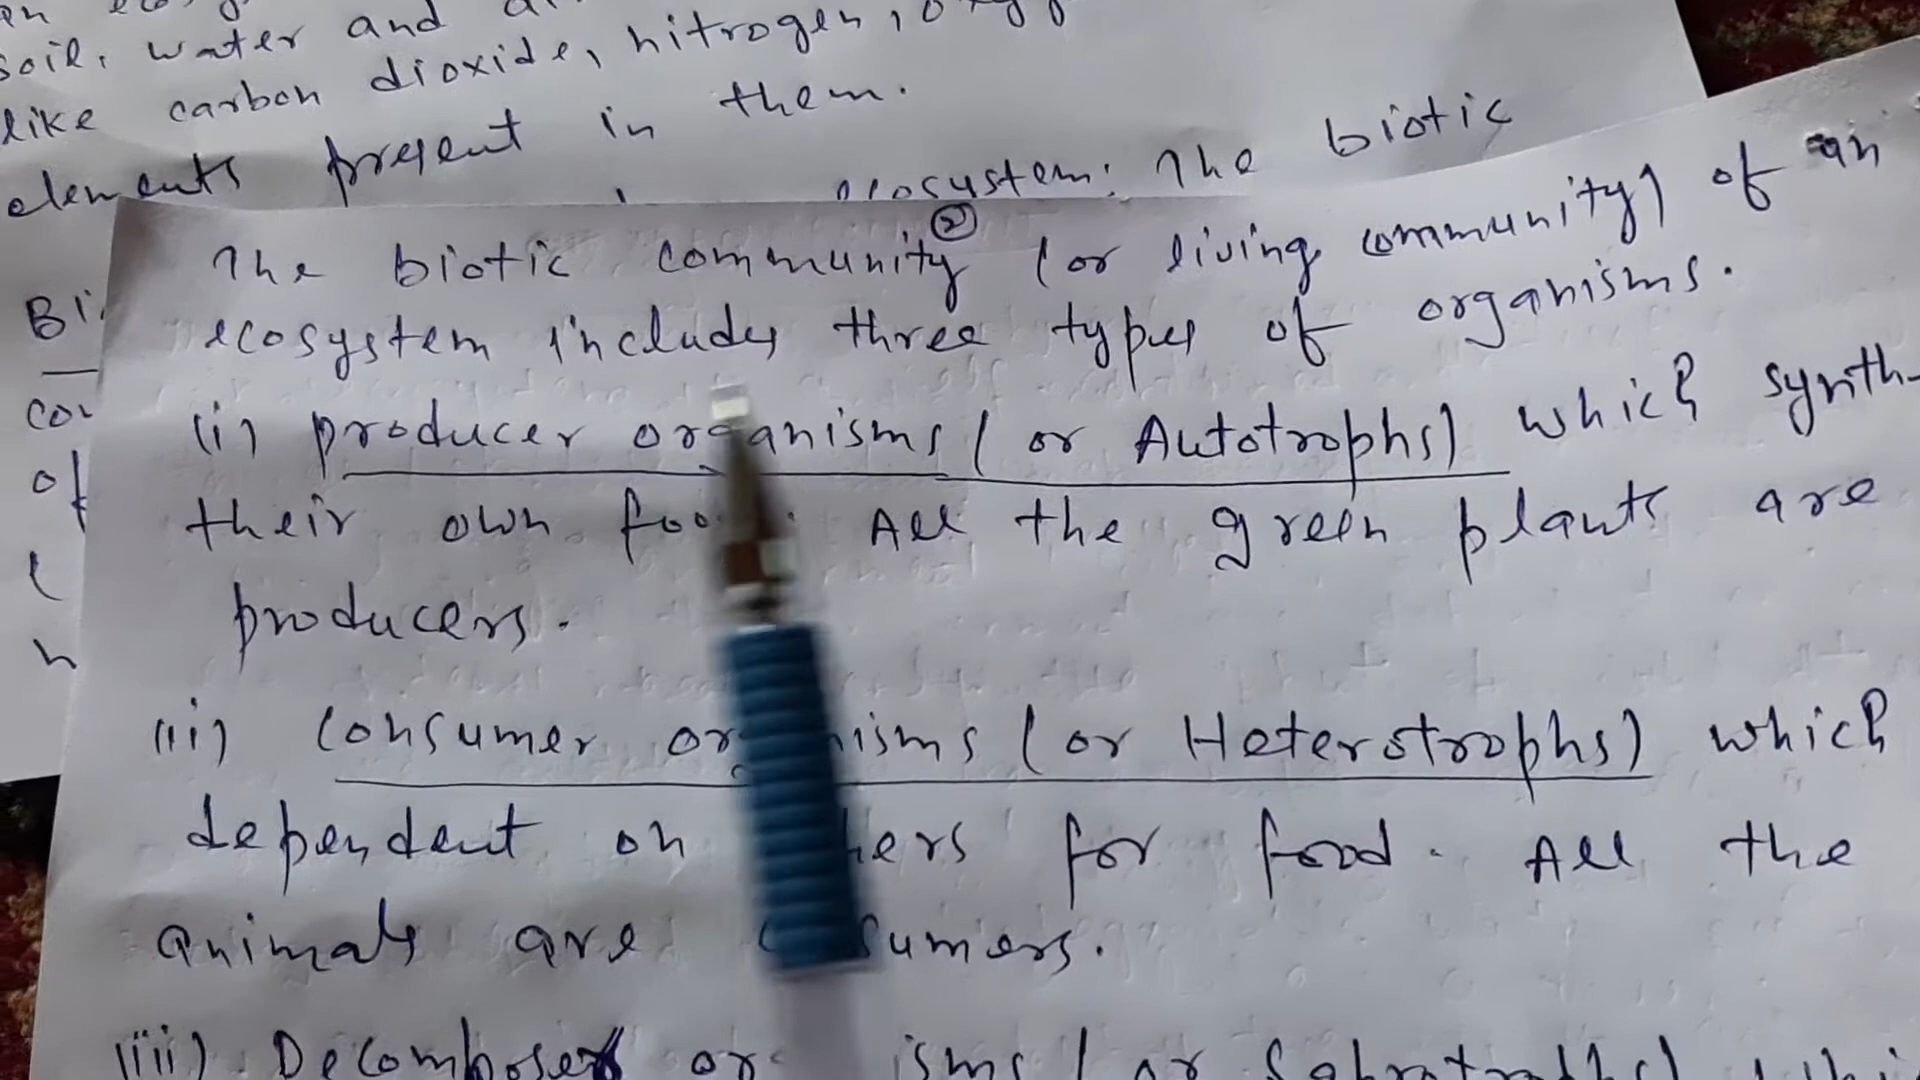 soil, water and
like carbon dioxide, nitrogen,
elements present in them.
ecosystem: The biotic
②
The biotic community (or living community) of an
ecosystem includes three types of organisms.
(i) producer organisms (or Autotrophs) which synth-
their own All the green plants are
producers.
(ii) Consumer (or Heterotrophs) which
dependent on for food. All the
animals are
(iii) Decomposers